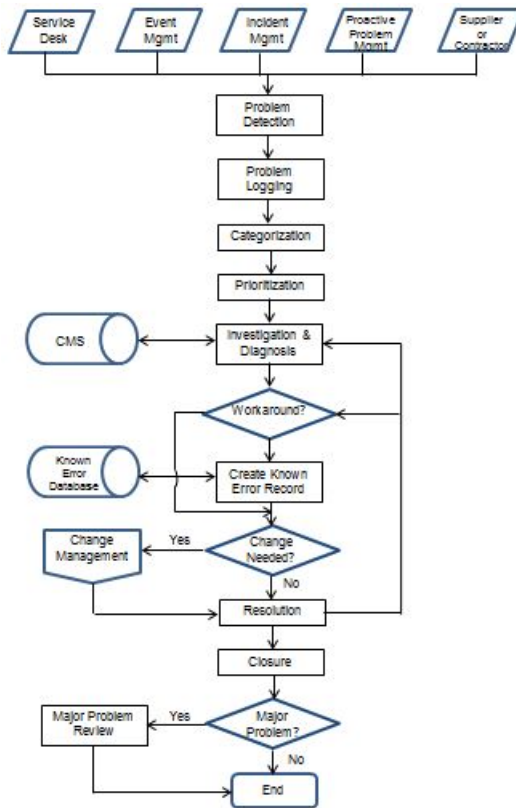 Service
Desk
Event
Mgmt
Incident
Mgmt
Proactive
Problem
Mgmt
Supplier
or
Contractor
Problem
Detection
Problem
Logging
Categorization
Prioritization
CMS
Investigation &
Diagnosis
Workaround?
Known
Error
Database
Create Known
Error Record
Change
Management
Yes
Change
Needed?
No
Resolution
Closure
Major Problem
Review
Yes
Major
Problem?
No
End